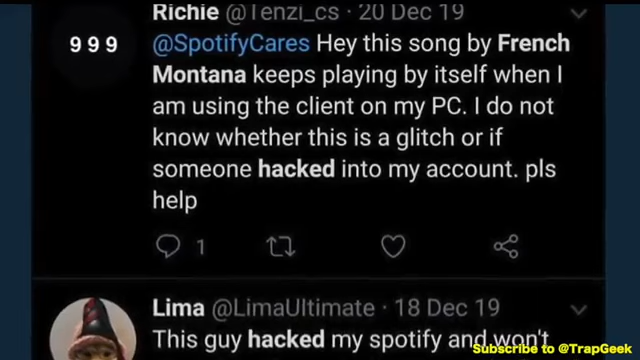 Richie @Tenzi_cs · 20 Dec 19
999
@SpotifyCares Hey this song by French
Montana keeps playing by itself when I
am using the client on my PC. I do not
know whether this is a glitch or if
someone hacked into my account. pls
help
1
Lima @LimaUltimate · 18 Dec 19
This guy hacked my spotify and won't
Subscribe to @TrapGeek